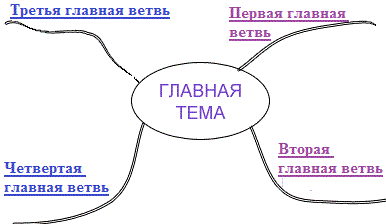 Третья главная ветвь
Первая главная
ветвь
ГЛАВНАЯ
ТЕМА
Четвертая
главная ветвь
Вторая
главная ветвь